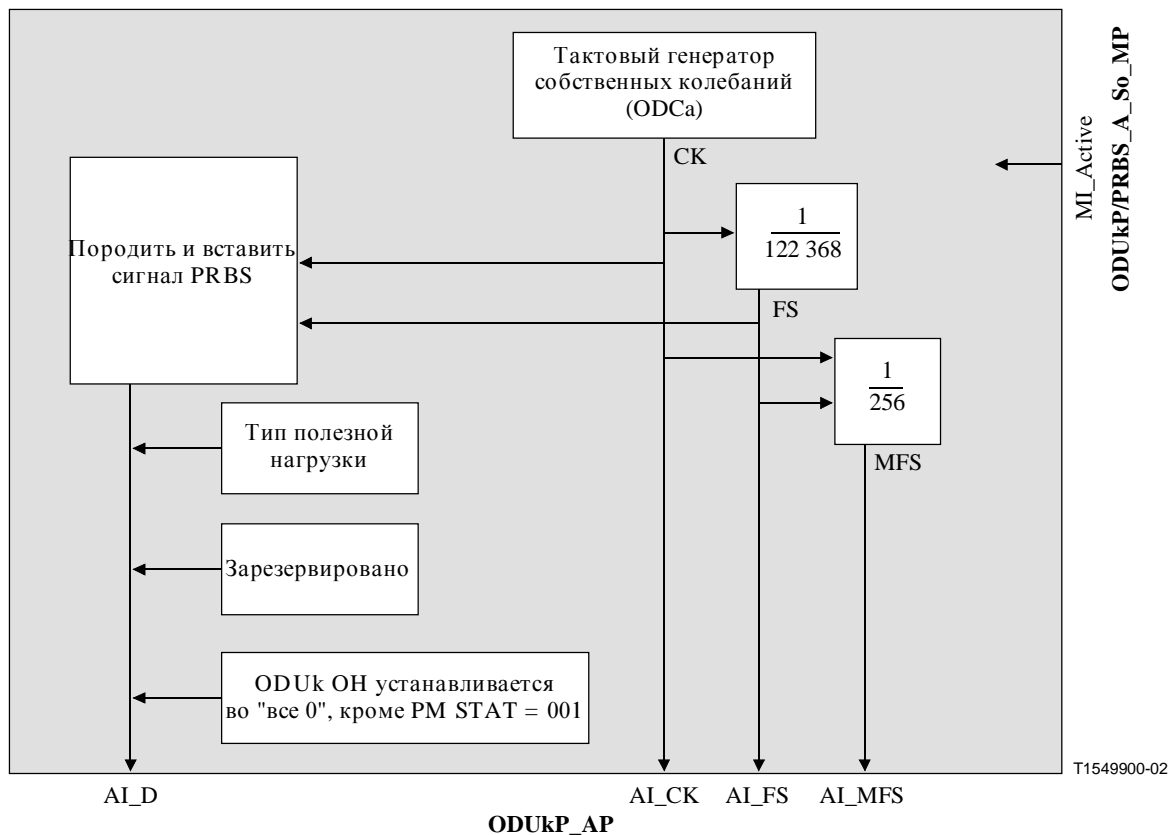 Тактовый генератор
собственных колебаний
(ODCa)
CK
MI_Active
ODUkP/PRBS_A_So_MP
Породить и вставить
сигнал PRBS
1
122 368
FS
1
256
MFS
Тип полезной
нагрузки
Зарезервировано
ODUk OH устанавливается
во "все 0", кроме PM STAT = 001
T1549900-02
AI_D
AI_CK
AI_FS
AI_MFS
ODUkP_AP